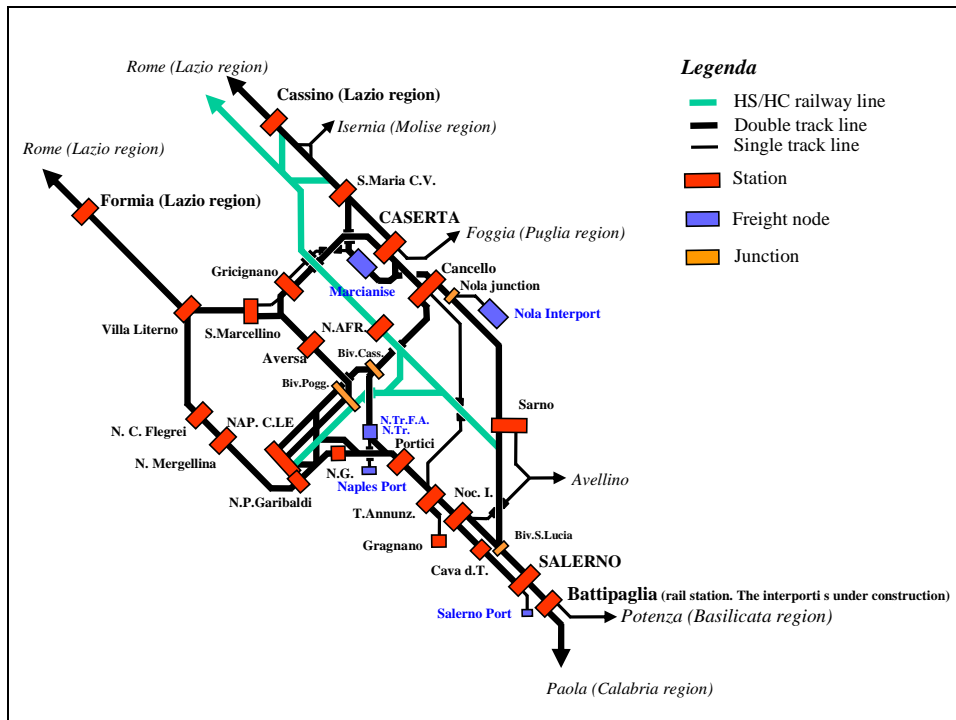 Rome (Lazio region)
Cassino (Lazio region)
Isernia (Molise region)
Rome (Lazio region)
S.Maria C.V.
Formia (Lazio region)
CASERTA
Foggia (Puglia region)
Gricignano
Cancello
Marcianise
Nola junction
Nola Interport
Villa Literno
S.Marcellino
N.AFR.
Aversa
Biv.Cass.
Biv.Pogg.
Sarno
NAP. C.LE
N.Tr.F.A.
N.Tr.
N. C. Flegrei
Portici
N. Mergellina
N.G.
Naples Port
Noc. I.
Avellino
N.P.Garibaldi
T.Annunz.
Biv.S.Lucia
Gragnano
Cava d.T.
SALERNO
Battipaglia (rail station. The interporti s under construction)
Salerno Port
Potenza (Basilicata region)
Paola (Calabria region)
Legenda
HS/HC railway line
Double track line
Single track line
Station
Freight node
Junction